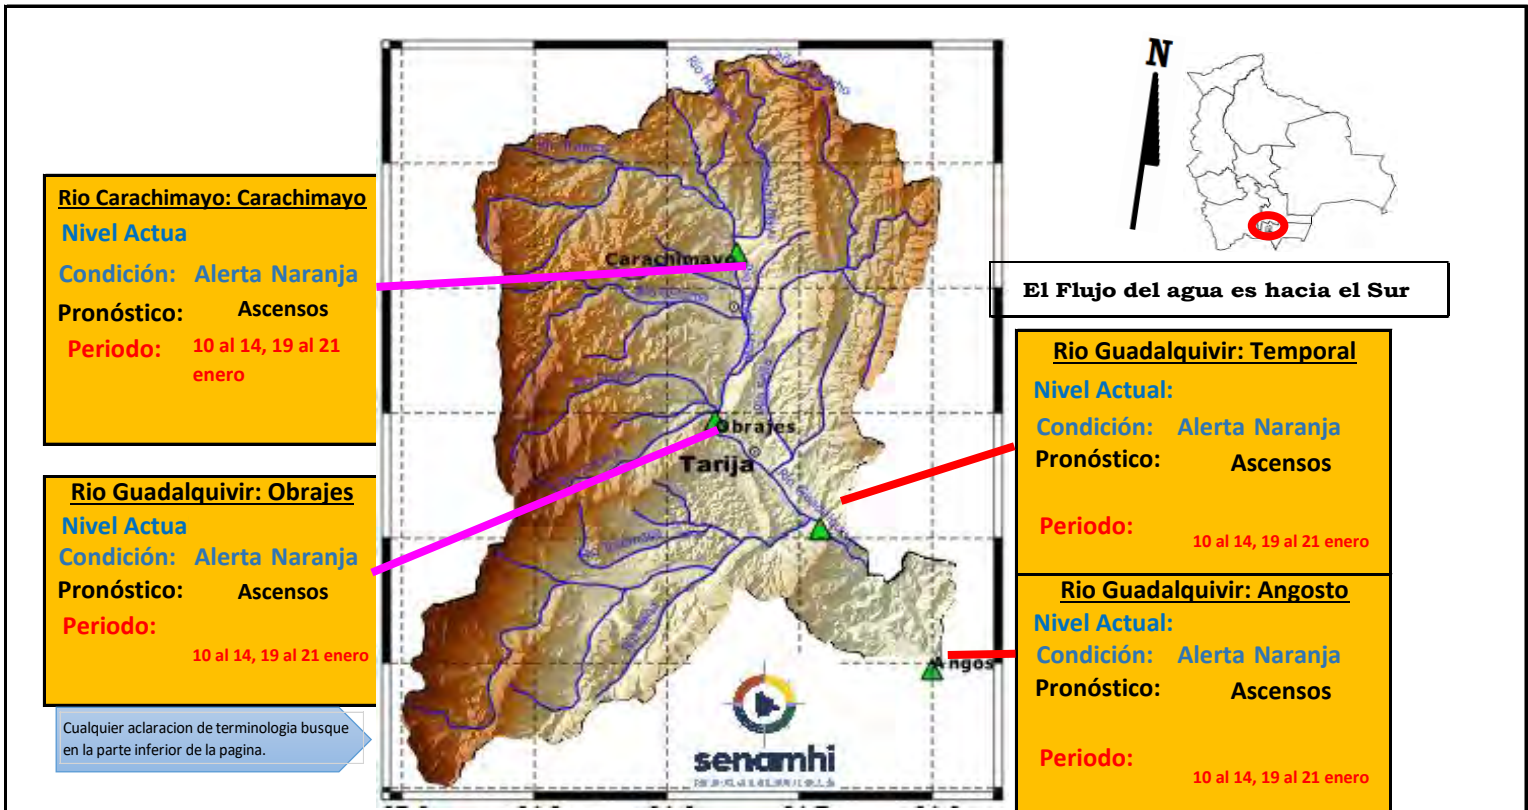 Rio Carachimayo: Carachimayo
Nivel Actua
Condición: Alerta Naranja
Pronóstico: Ascensos
Periodo: 10 al 14, 19 al 21
enero
Rio Guadalquivir: Obrajes
Nivel Actua
Condición: Alerta Naranja
Pronóstico: Ascensos
Periodo:
10 al 14, 19 al 21 enero
Cualquier aclaracion de terminologia busque
en la parte inferior de la pagina.
Carachimayo
Obrajes
Tarija
Angos
senamhi
N
El Flujo del agua es hacia el Sur
Rio Guadalquivir: Temporal
Nivel Actual:
Condición: Alerta Naranja
Pronóstico: Ascensos
Periodo:
10 al 14, 19 al 21 enero
Rio Guadalquivir: Angosto
Nivel Actual:
Condición: Alerta Naranja
Pronóstico: Ascensos
Periodo:
10 al 14, 19 al 21 enero